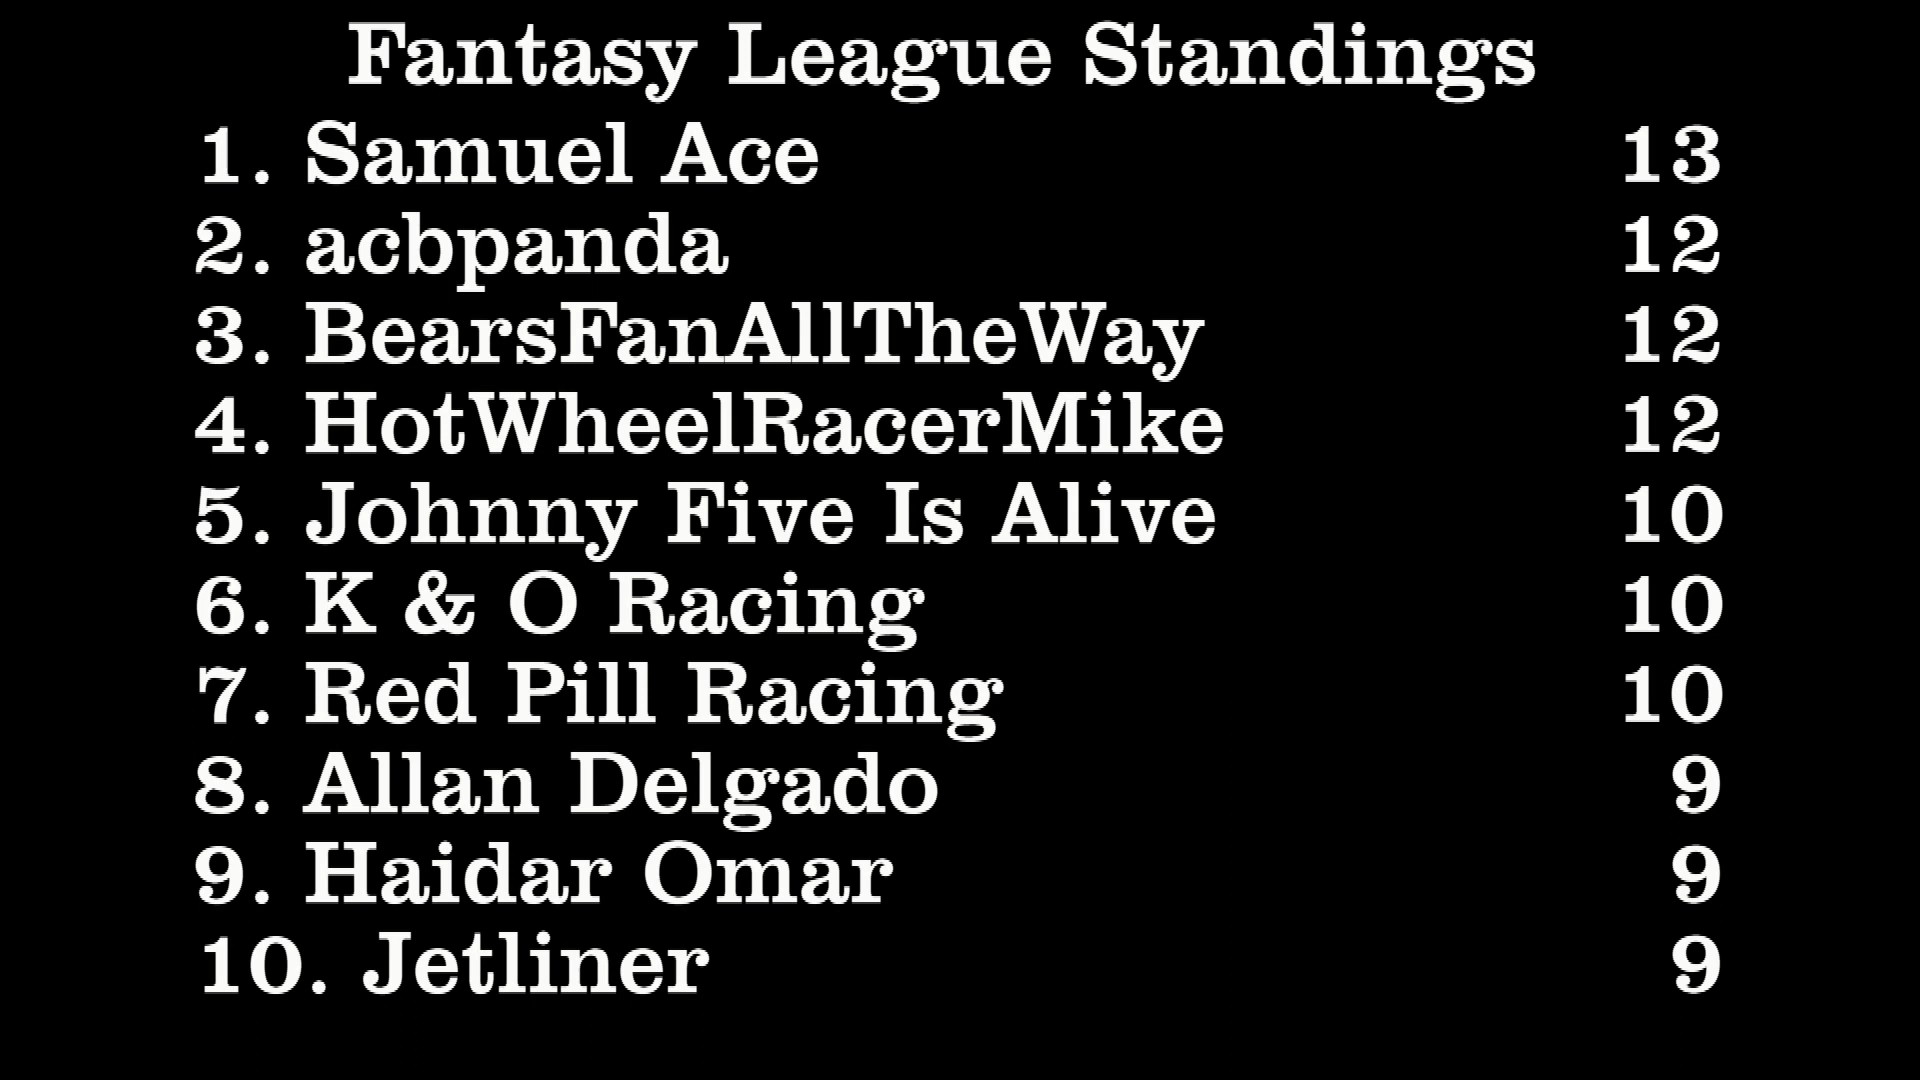 Fantasy League Standings
1. Samuel Ace 13
2. acbpanda 12
3. BearsFanAllTheWay 12
4. HotWheelRacerMike 12
5. Johnny Five Is Alive 10
6. K & O Racing 10
7. Red Pill Racing 10
8. Allan Delgado 9
9. Haidar Omar 9
10. Jetliner 9